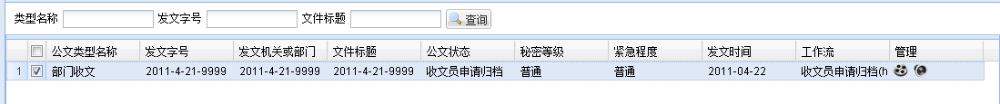 类型名称 发文字号 文件标题 查询
公文类型名称 发文字号 发文机关或部门 文件标题 公文状态 秘密等级 紧急程度 发文时间 工作流 管理
1 部门收文 2011-4-21-9999 2011-4-21-9999 2011-4-21-9999 收文员申请归档 普通 普通 2011-04-22 收文员申请归档(h